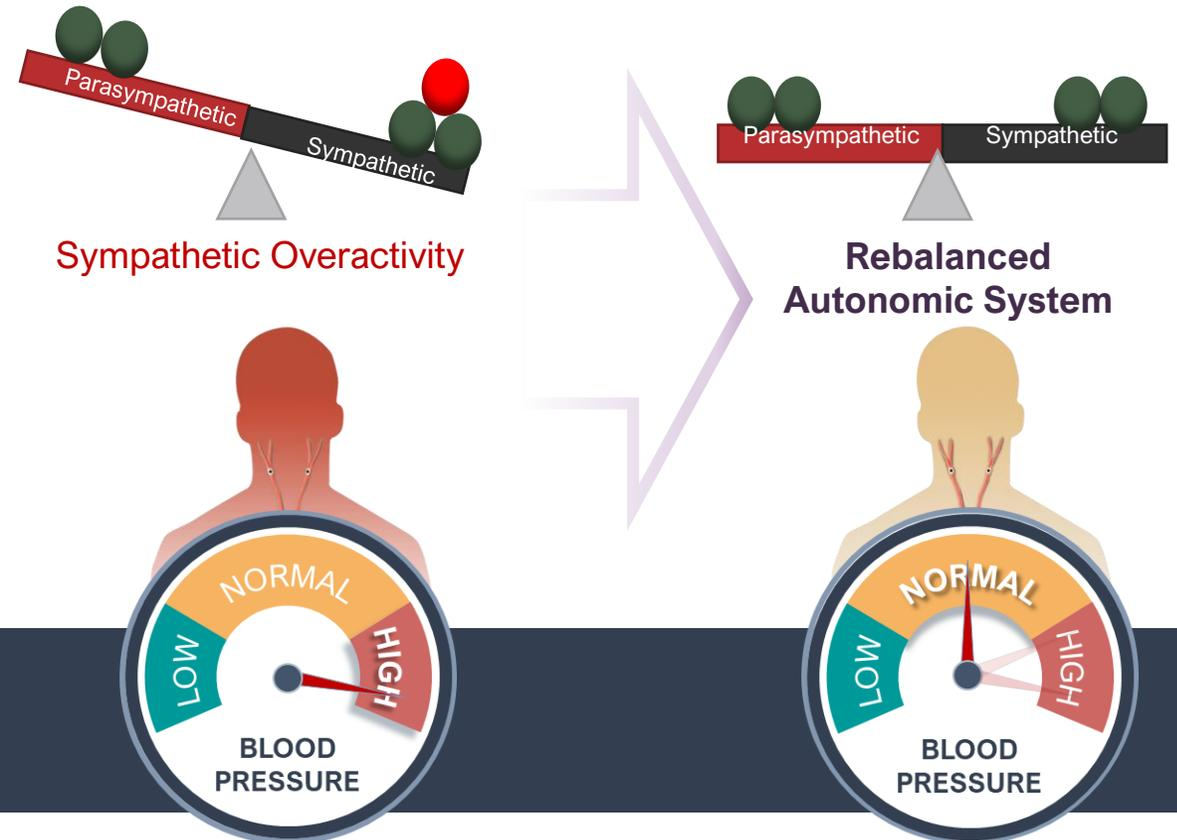 Parasympathetic
Sympathetic
Sympathetic Overactivity
LOW
NORMAL
HIGH
BLOOD
PRESSURE
Parasympathetic
Sympathetic
Rebalanced
Autonomic System
LOW
NORMAL
HIGH
BLOOD
PRESSURE